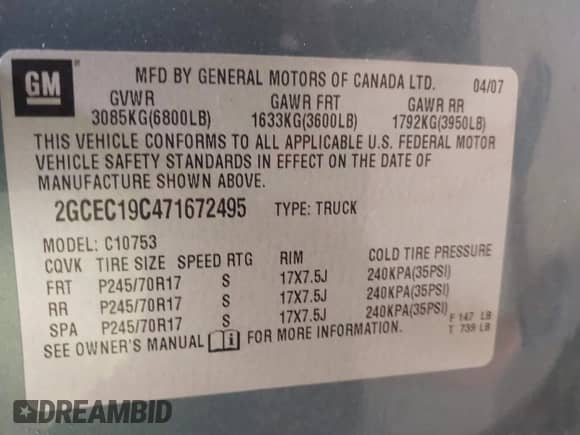 GM
MFD BY GENERAL MOTORS OF CANADA LTD. 04/07
GVWR GAWR FRT GAWR RR
3085KG(6800LB) 1633KG(3600LB) 1792KG(3950LB)
THIS VEHICLE CONFORMS TO ALL APPLICABLE U.S. FEDERAL MOTOR
VEHICLE SAFETY STANDARDS IN EFFECT ON THE DATE OF
MANUFACTURE SHOWN ABOVE.
2GCEC19C471672495 TYPE: TRUCK
MODEL: C10753
CQVK TIRE SIZE SPEED RTG RIM COLD TIRE PRESSURE
FRT P245/70R17 S 17X7.5J 240KPA(35PSI)
RR P245/70R17 S 17X7.5J 240KPA(35PSI)
SPA P245/70R17 S 17X7.5J 240KPA(35PSI)
F 147 LB
T 739 LB
SEE OWNER'S MANUAL i FOR MORE INFORMATION.
DREAMBID